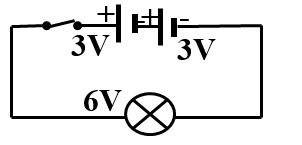 + - + -
3V 3V
6V